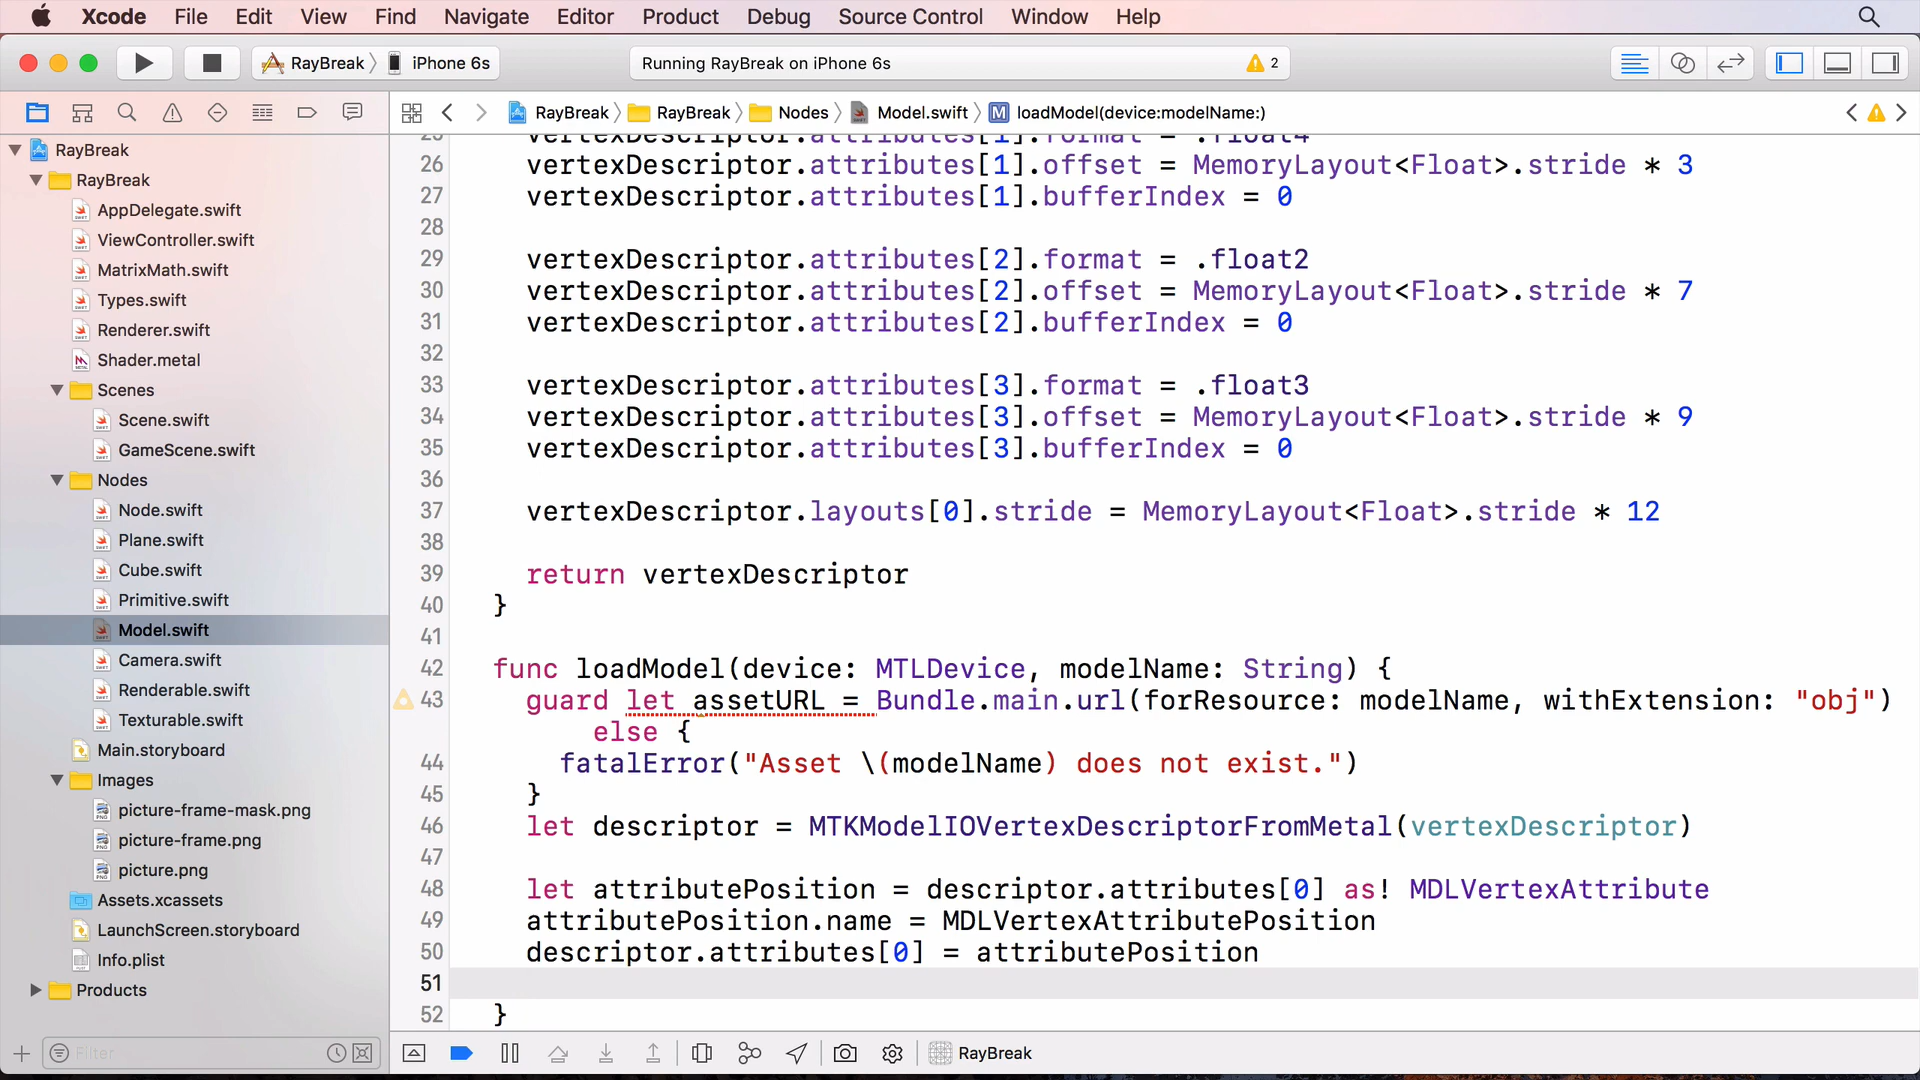 Xcode File Edit View Find Navigate Editor Product Debug Source Control Window Help
RayBreak iPhone 6s Running RayBreak on iPhone 6s 2
RayBreak RayBreak Nodes Model.swift M loadModel(device:modelName:)
RayBreak
RayBreak
AppDelegate.swift
ViewController.swift
MatrixMath.swift
Types.swift
Renderer.swift
Shader.metal
Scenes
Scene.swift
GameScene.swift
Nodes
Node.swift
Plane.swift
Cube.swift
Primitive.swift
Model.swift
Camera.swift
Renderable.swift
Texturable.swift
Main.storyboard
Images
picture-frame-mask.png
picture-frame.png
picture.png
Assets.xcassets
LaunchScreen.storyboard
Info.plist
Products
Filter
25 vertexDescriptor.attributes[1].format = .float4
26 vertexDescriptor.attributes[1].offset = MemoryLayout<Float>.stride * 3
27 vertexDescriptor.attributes[1].bufferIndex = 0
28
29 vertexDescriptor.attributes[2].format = .float2
30 vertexDescriptor.attributes[2].offset = MemoryLayout<Float>.stride * 7
31 vertexDescriptor.attributes[2].bufferIndex = 0
32
33 vertexDescriptor.attributes[3].format = .float3
34 vertexDescriptor.attributes[3].offset = MemoryLayout<Float>.stride * 9
35 vertexDescriptor.attributes[3].bufferIndex = 0
36
37 vertexDescriptor.layouts[0].stride = MemoryLayout<Float>.stride * 12
38
39 return vertexDescriptor
40 }
41
42 func loadModel(device: MTLDevice, modelName: String) {
43 guard let assetURL = Bundle.main.url(forResource: modelName, withExtension: "obj")
else {
44 fatalError("Asset \(modelName) does not exist.")
45 }
46 let descriptor = MTKModelIOVertexDescriptorFromMetal(vertexDescriptor)
47
48 let attributePosition = descriptor.attributes[0] as! MDLVertexAttribute
49 attributePosition.name = MDLVertexAttributePosition
50 descriptor.attributes[0] = attributePosition
51
52 }
RayBreak